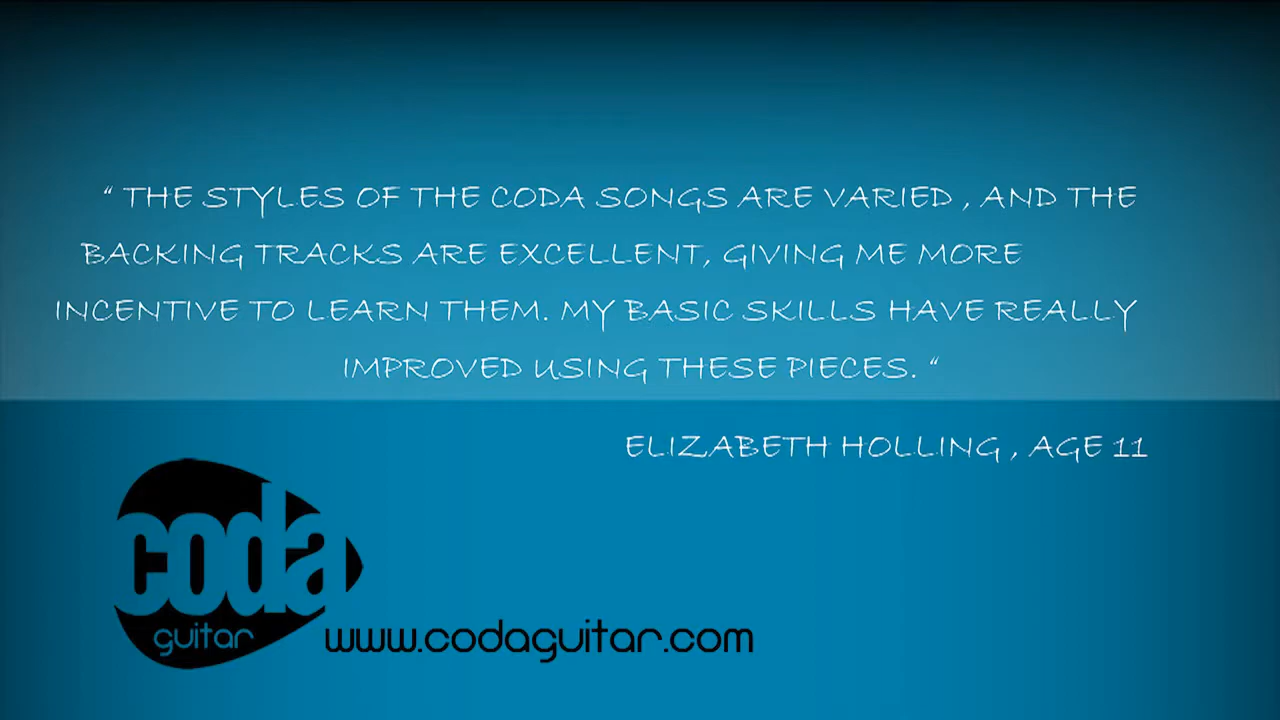 “ THE STYLES OF THE CODA SONGS ARE VARIED , AND THE
BACKING TRACKS ARE EXCELLENT, GIVING ME MORE
INCENTIVE TO LEARN THEM. MY BASIC SKILLS HAVE REALLY
IMPROVED USING THESE PIECES. “
ELIZABETH HOLLING , AGE 11
coda
guitar
www.codaguitar.com